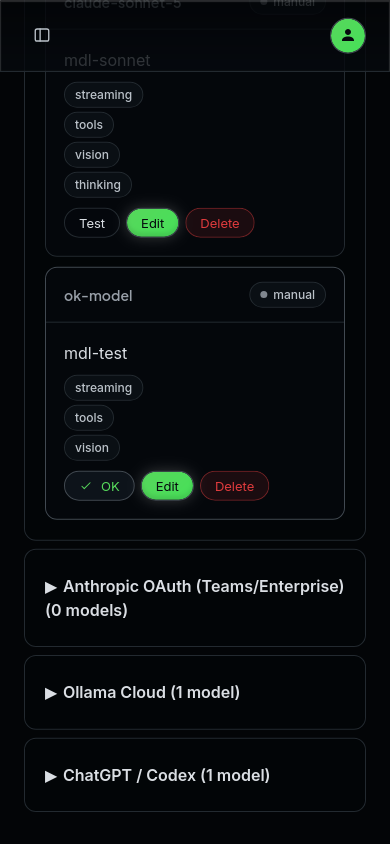 claude-sonnet-5
manual
mdl-sonnet
streaming
tools
vision
thinking
Test Edit Delete
ok-model
manual
mdl-test
streaming
tools
vision
✓ OK Edit Delete
▶ Anthropic OAuth (Teams/Enterprise)
(0 models)
▶ Ollama Cloud (1 model)
▶ ChatGPT / Codex (1 model)